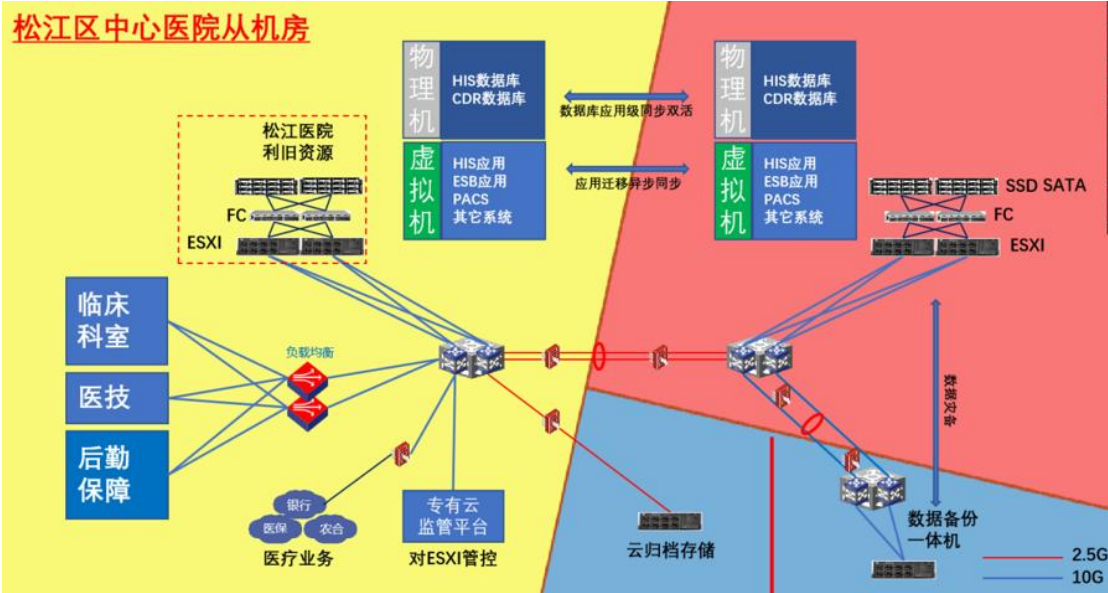 松江区中心医院从机房
松江医院
利旧资源
FC
ESXI
物理机
HIS数据库
CDR数据库
虚拟机
HIS应用
ESB应用
PACS
其它系统
数据库应用级同步双活
应用迁移异步同步
物理机
HIS数据库
CDR数据库
虚拟机
HIS应用
ESB应用
PACS
其它系统
SSD SATA
FC
ESXI
临床
科室
医技
后勤
保障
负载均衡
银行
医保
农合
医疗业务
专有云
监管平台
对ESXI管控
云归档存储
数据灾备
数据备份
一体机
2.5G
10G